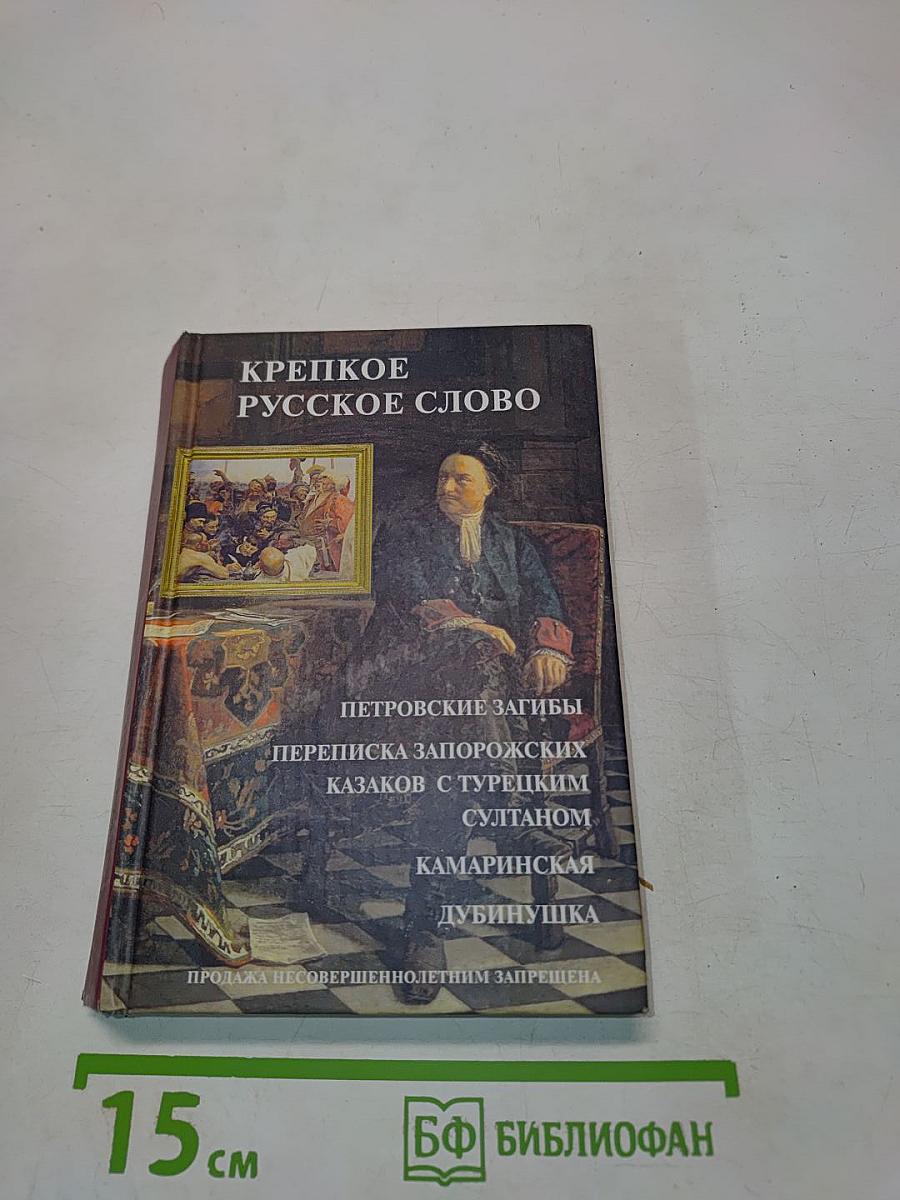 КРЕПКОЕ
РУССКОЕ СЛОВО
ПЕТРОВСКИЕ ЗАГИБЫ
ПЕРЕПИСКА ЗАПОРОЖСКИХ
КАЗАКОВ С ТУРЕЦКИМ
СУЛТАНОМ
КАМАРИНСКАЯ
ДУБИНУШКА
ПРОДАЖА НЕСОВЕРШЕННОЛЕТНИМ ЗАПРЕЩЕНА
15 см
БФ БИБЛИОФАН